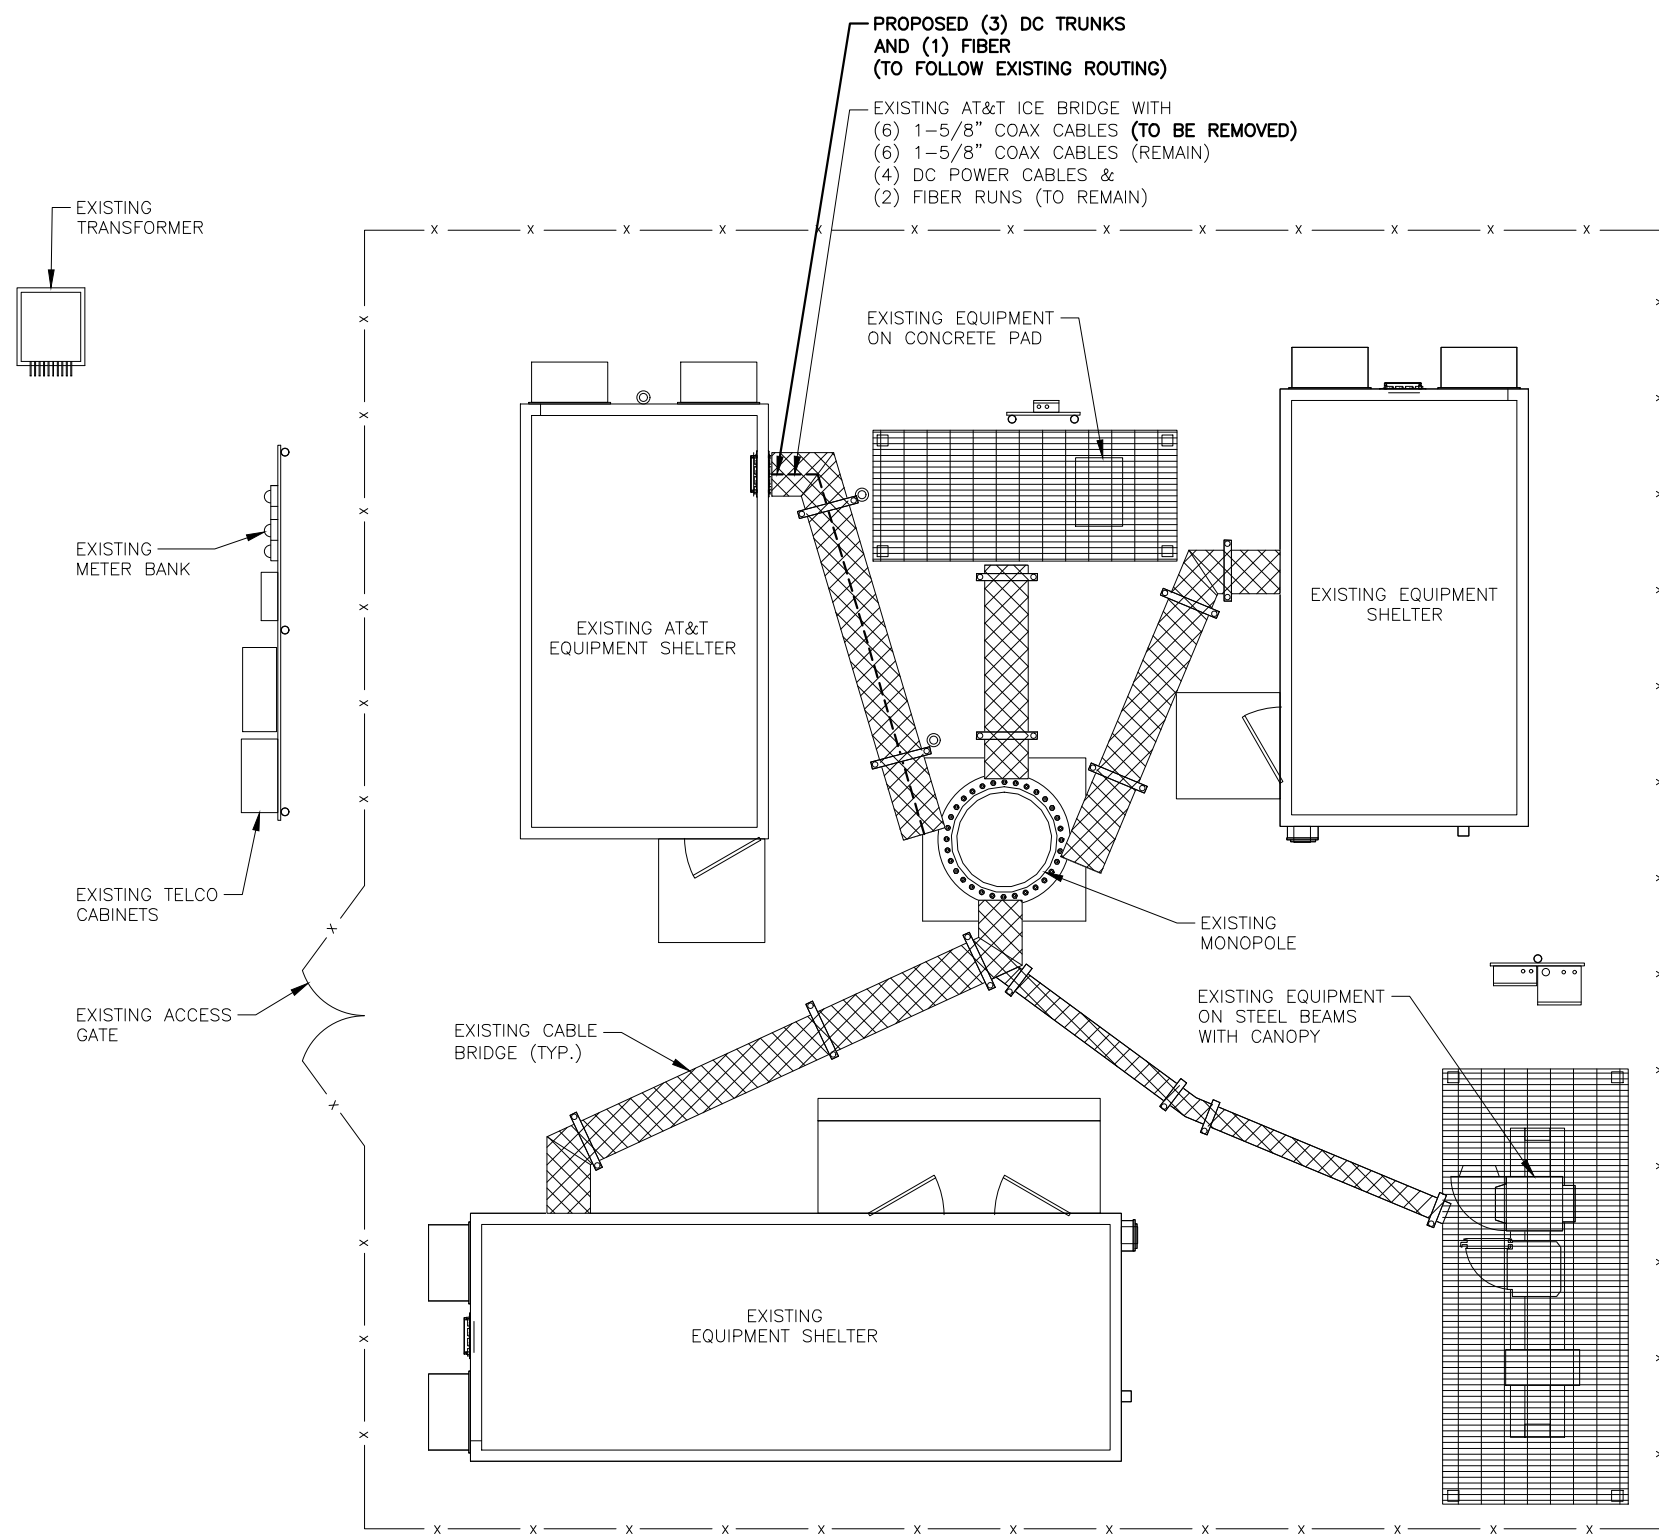 PROPOSED (3) DC TRUNKS
AND (1) FIBER
(TO FOLLOW EXISTING ROUTING)
EXISTING AT&T ICE BRIDGE WITH
(6) 1-5/8" COAX CABLES (TO BE REMOVED)
(6) 1-5/8" COAX CABLES (REMAIN)
(4) DC POWER CABLES &
(2) FIBER RUNS (TO REMAIN)
EXISTING
TRANSFORMER
EXISTING EQUIPMENT
ON CONCRETE PAD
EXISTING
METER BANK
EXISTING AT&T
EQUIPMENT SHELTER
EXISTING EQUIPMENT
SHELTER
EXISTING TELCO
CABINETS
EXISTING
MONOPOLE
EXISTING ACCESS
GATE
EXISTING CABLE
BRIDGE (TYP.)
EXISTING EQUIPMENT
ON STEEL BEAMS
WITH CANOPY
EXISTING
EQUIPMENT SHELTER